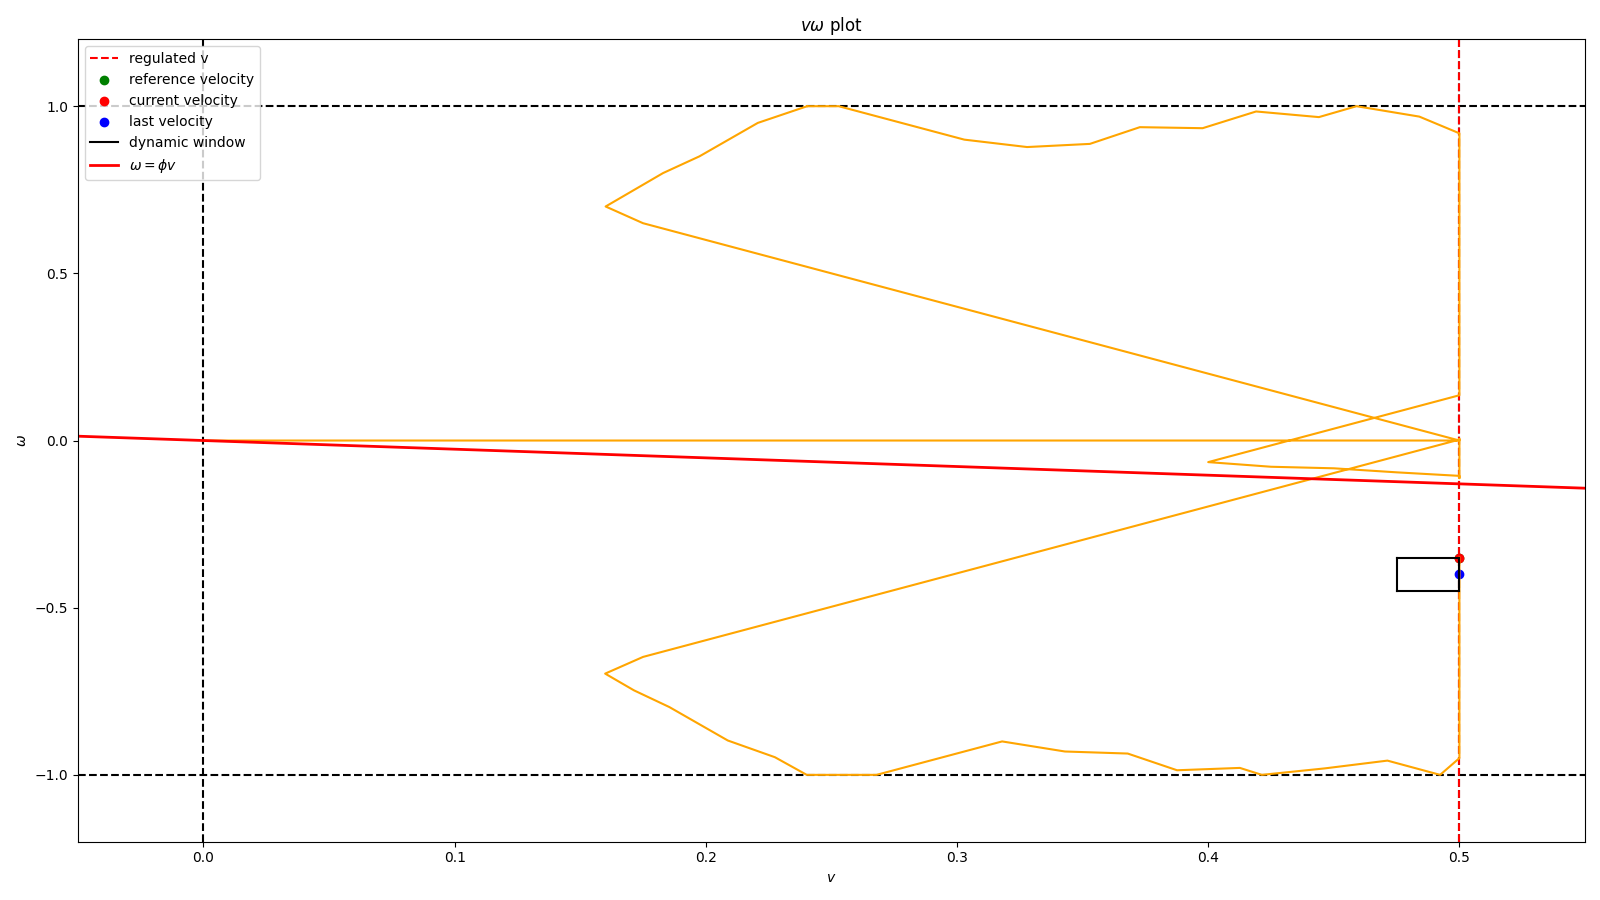 vω plot
regulated v
reference velocity
current velocity
last velocity
dynamic window
ω = ϕv
1.0
0.5
0.0
−0.5
−1.0
ω
0.0 0.1 0.2 0.3 0.4 0.5
v